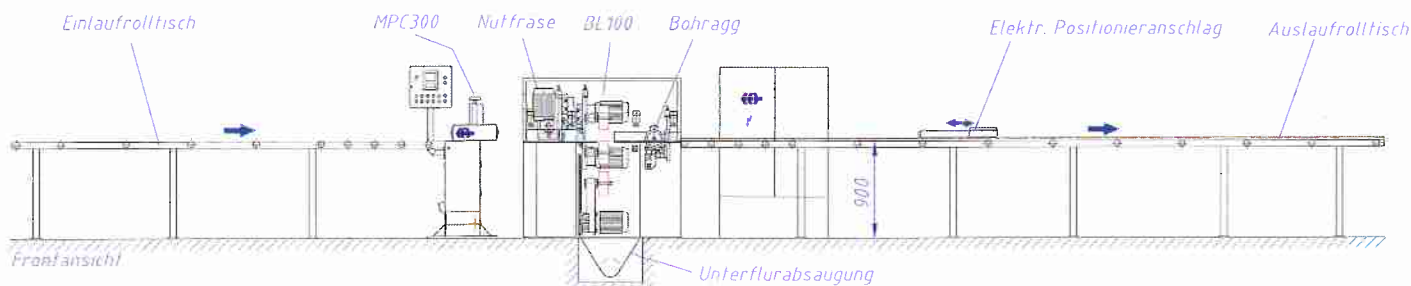 Einlaufrolltisch
MPC300
Nutfräse
BL100
Bohragg
Elektr. Positionieranschlag
Auslaufrolltisch
900
Frontansicht
Unterflurabsaugung